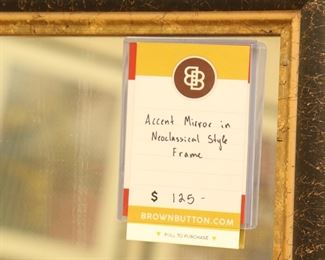 BB
Accent Mirror in
Neoclassical Style
Frame
$ 125-
BROWNBUTTON.COM
PULL TO PURCHASE